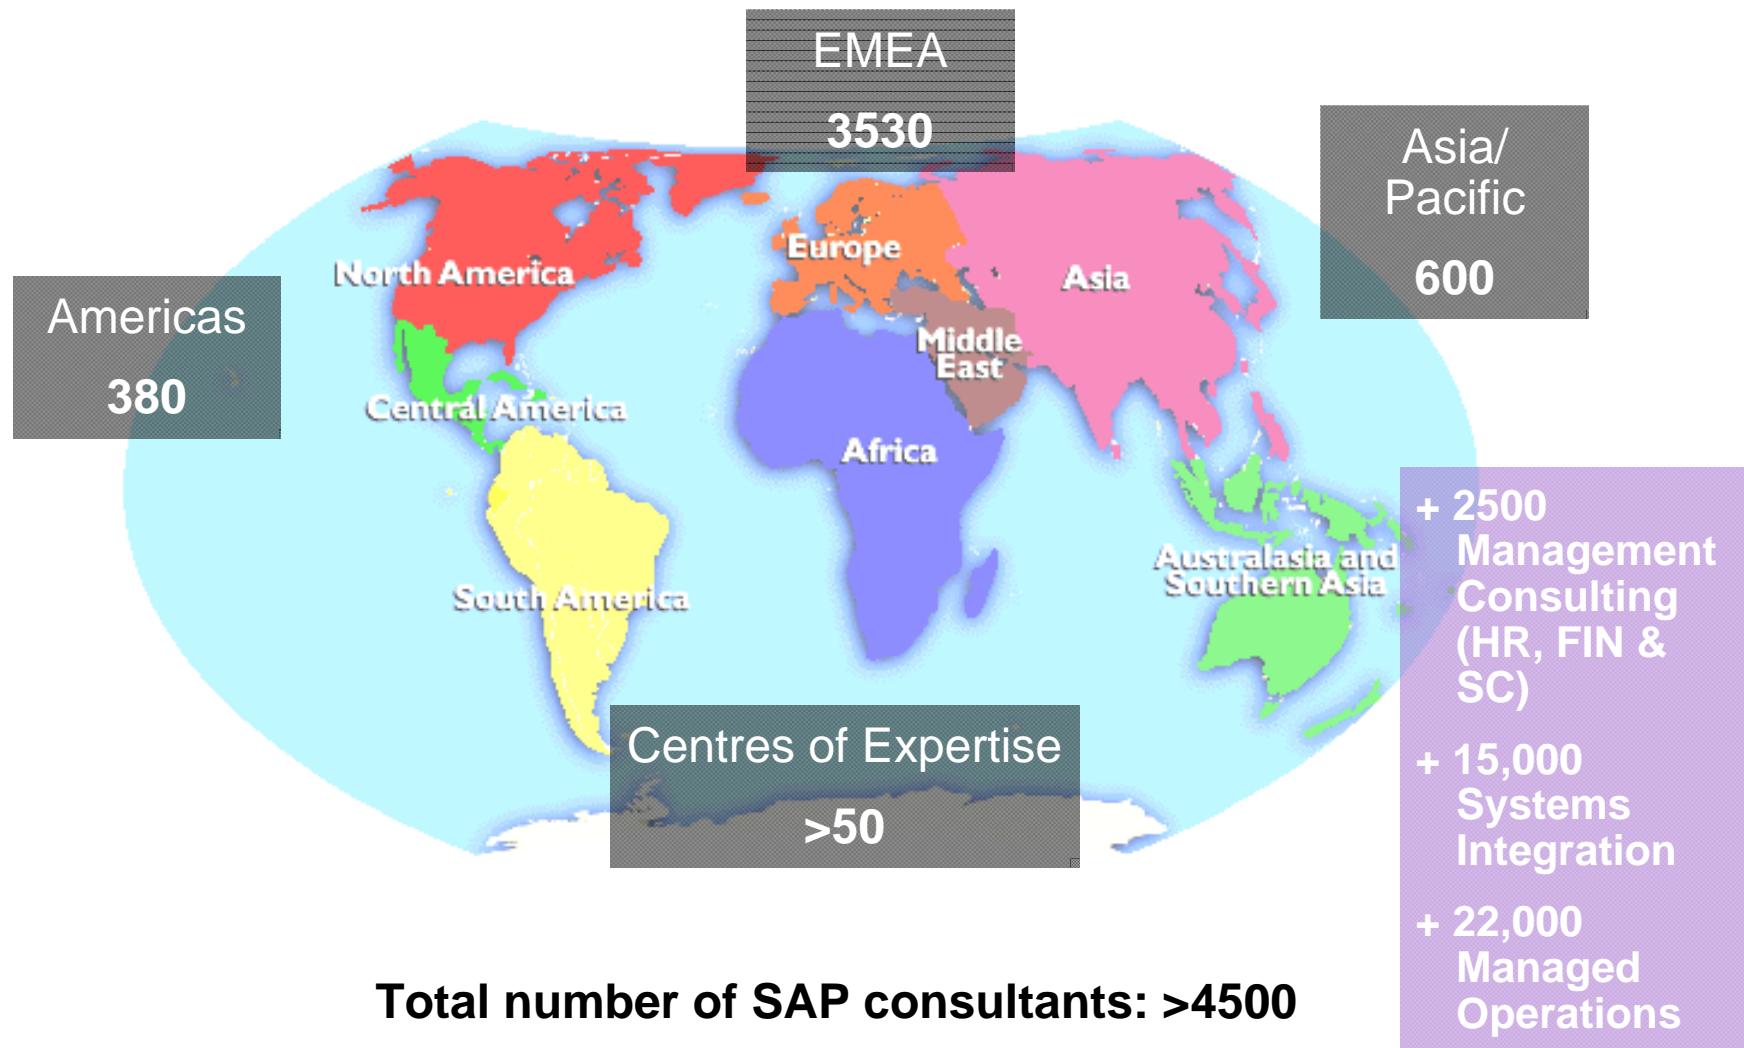 EMEA
3530
Asia/
Pacific
600
Americas
380
North America
Europe
Asia
Middle
East
Central America
Africa
South America
Australasia and
Southern Asia
+ 2500
Management
Consulting
(HR, FIN &
SC)
+ 15,000
Systems
Integration
+ 22,000
Managed
Operations
Centres of Expertise
>50
Total number of SAP consultants: >4500